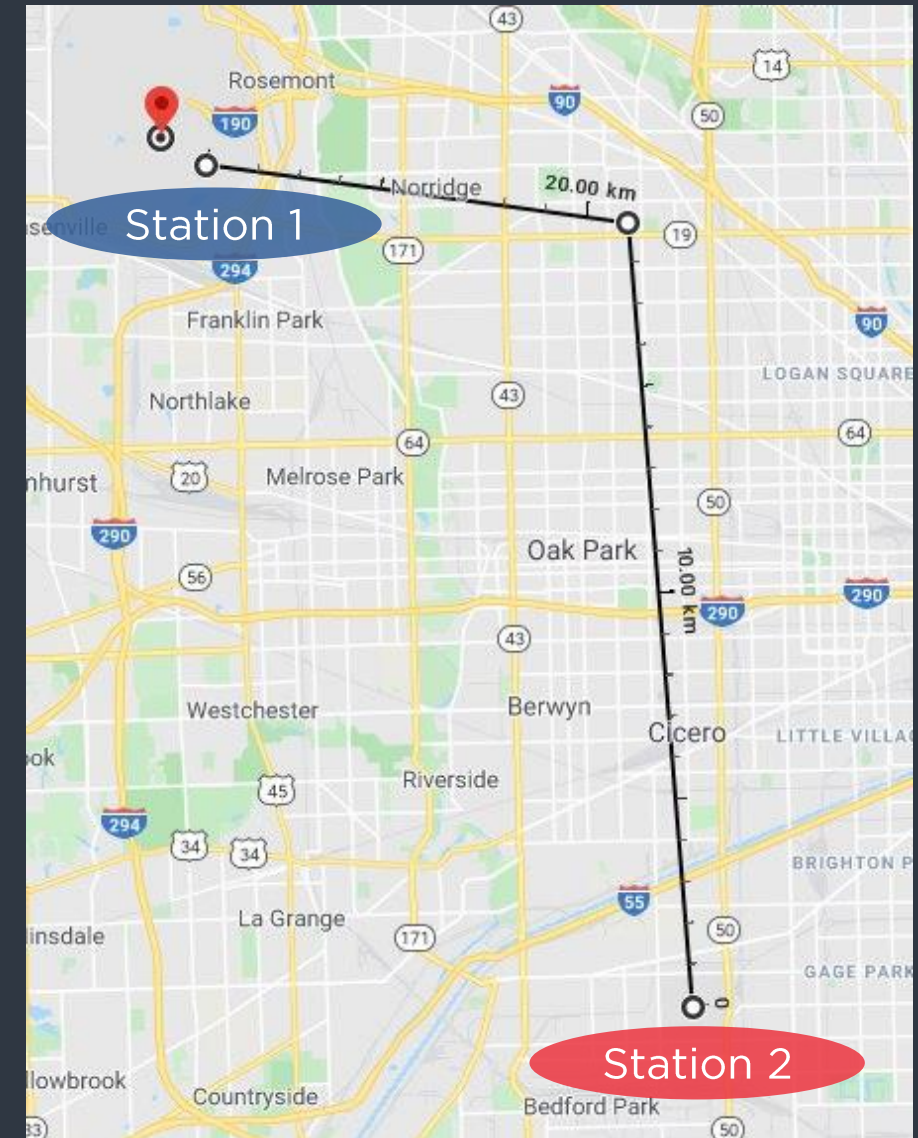 43
14
Rosemont
90
50
190
Norridge
20.00 km
senville
Station 1
19
171
294
Franklin Park
90
LOGAN SQUARE
Northlake
43
64
64
20
Melrose Park
nhurst
50
290
Oak Park
10.00 km
56
290
290
43
Westchester
Berwyn
Cicero
LITTLE VILLA
ok
Riverside
45
294
34
34
BRIGHTON P
55
La Grange
50
insdale
171
GAGE PARK
0
Station 2
llowbrook
Countryside
Bedford Park
33
50